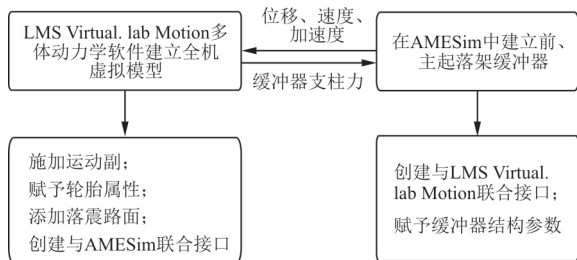 LMS Virtual. lab Motion多
体动力学软件建立全机
虚拟模型
位移、速度、
加速度
缓冲器支柱力
在AMESim中建立前、
主起落架缓冲器
施加运动副;
赋予轮胎属性;
添加落震路面;
创建与AMESim联合接口
创建与LMS Virtual.
lab Motion联合接口;
赋予缓冲器结构参数